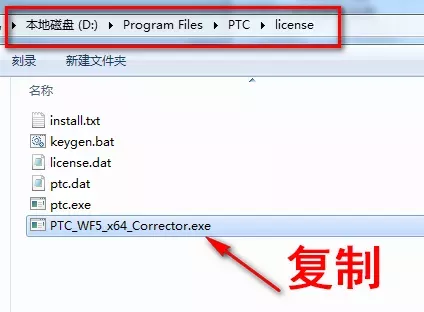 本地磁盘 (D:) Program Files PTC license
刻录 新建文件夹
名称
install.txt
keygen.bat
license.dat
ptc.dat
ptc.exe
PTC_WF5_x64_Corrector.exe
复制